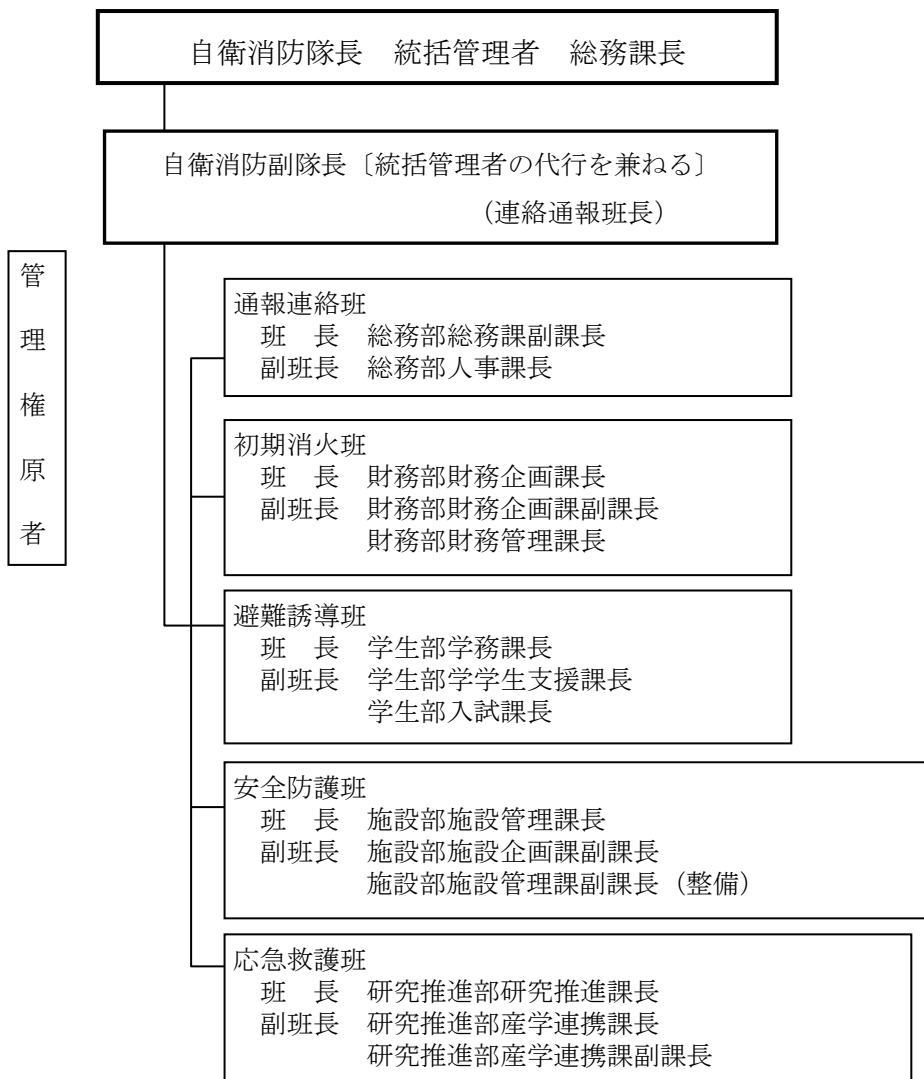 自衛消防隊長　統括管理者　総務課長
自衛消防副隊長〔統括管理者の代行を兼ねる〕
（連絡通報班長）
管理権原者
通報連絡班
班　長　総務部総務課副課長
副班長　総務部人事課長
初期消火班
班　長　財務部財務企画課長
副班長　財務部財務企画課副課長
財務部財務管理課長
避難誘導班
班　長　学生部学務課長
副班長　学生部学学生支援課長
学生部入試課長
安全防護班
班　長　施設部施設管理課長
副班長　施設部施設企画課副課長
施設部施設管理課副課長（整備）
応急救護班
班　長　研究推進部研究推進課長
副班長　研究推進部産学連携課長
研究推進部産学連携課副課長